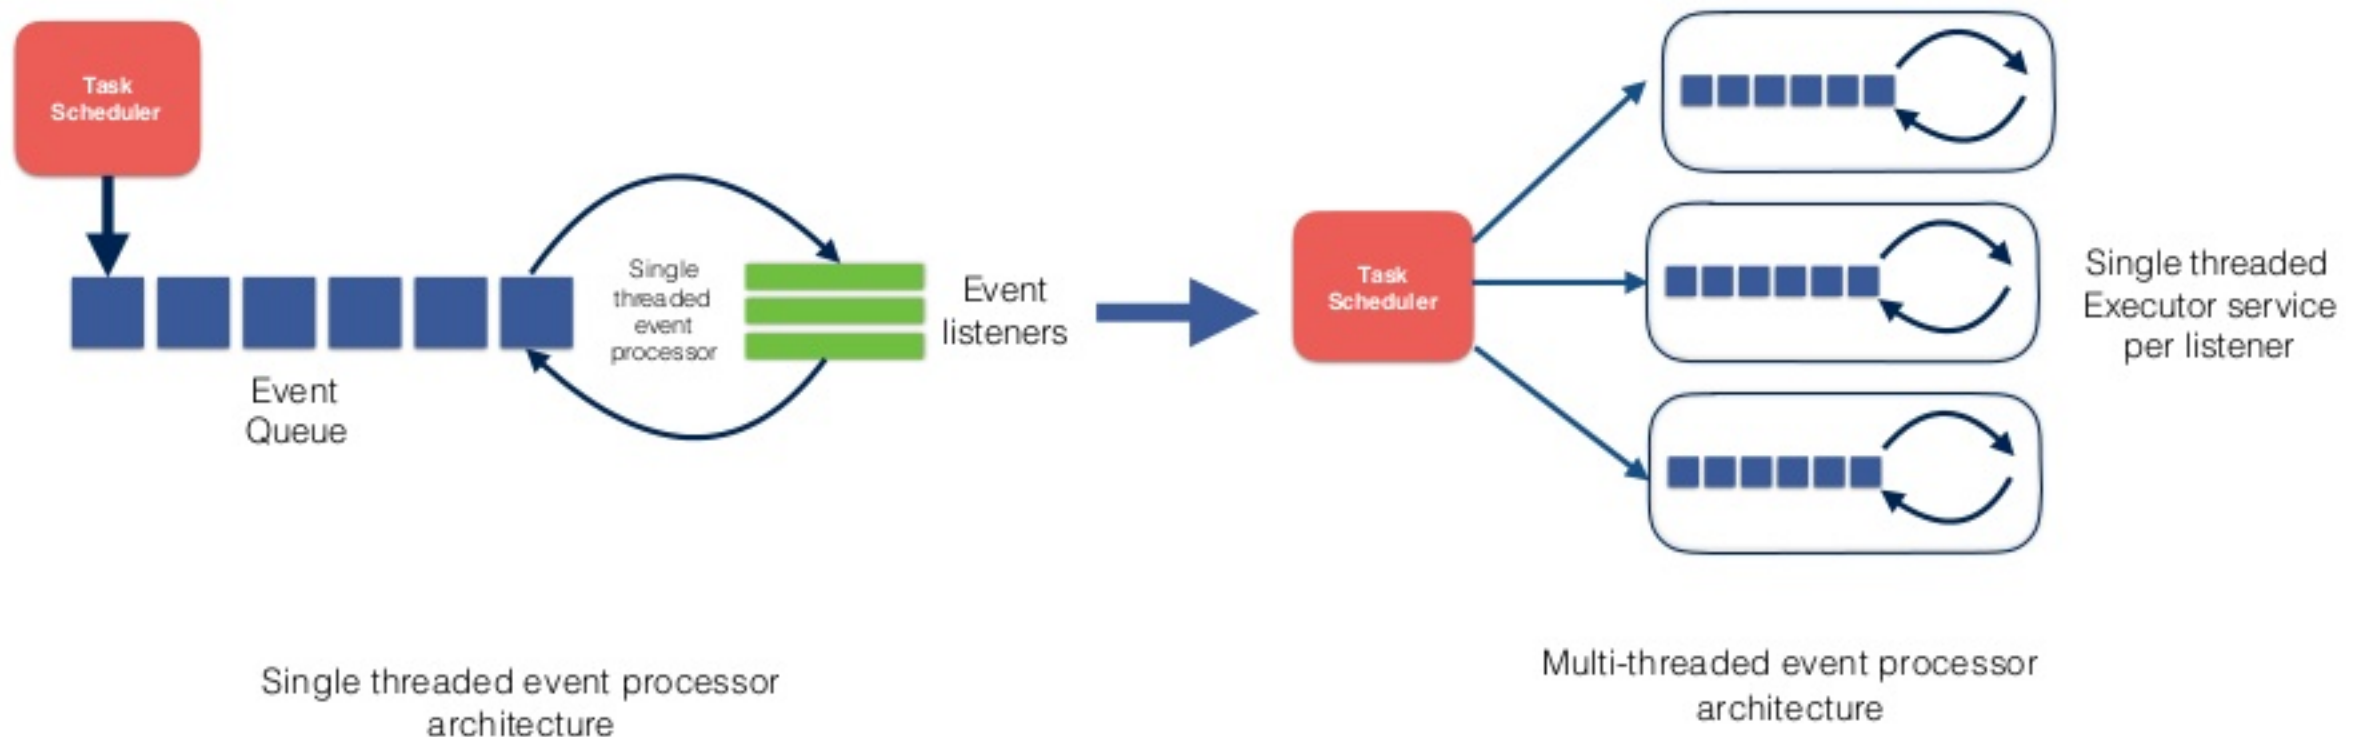 Task
Scheduler
Single
threaded
event
processor
Event
listeners
Event
Queue
Single threaded event processor
architecture
Task
Scheduler
Single threaded
Executor service
per listener
Multi-threaded event processor
architecture